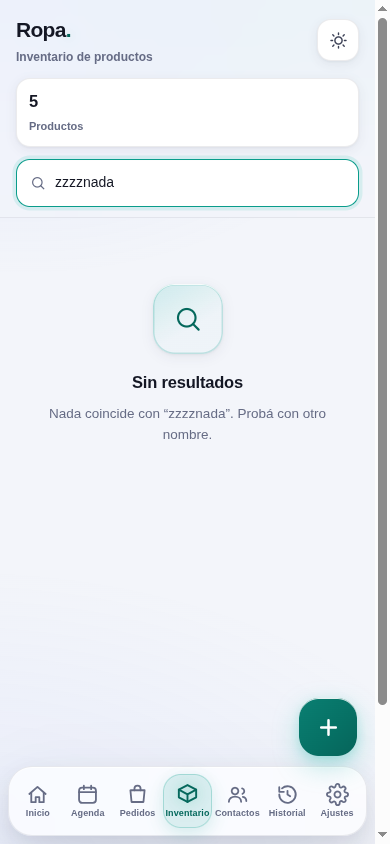 Ropa.
Inventario de productos
5
Productos
zzzznada
Sin resultados
Nada coincide con “zzzznada”. Probá con otro
nombre.
Inicio
Agenda
Pedidos
Inventario
Contactos
Historial
Ajustes